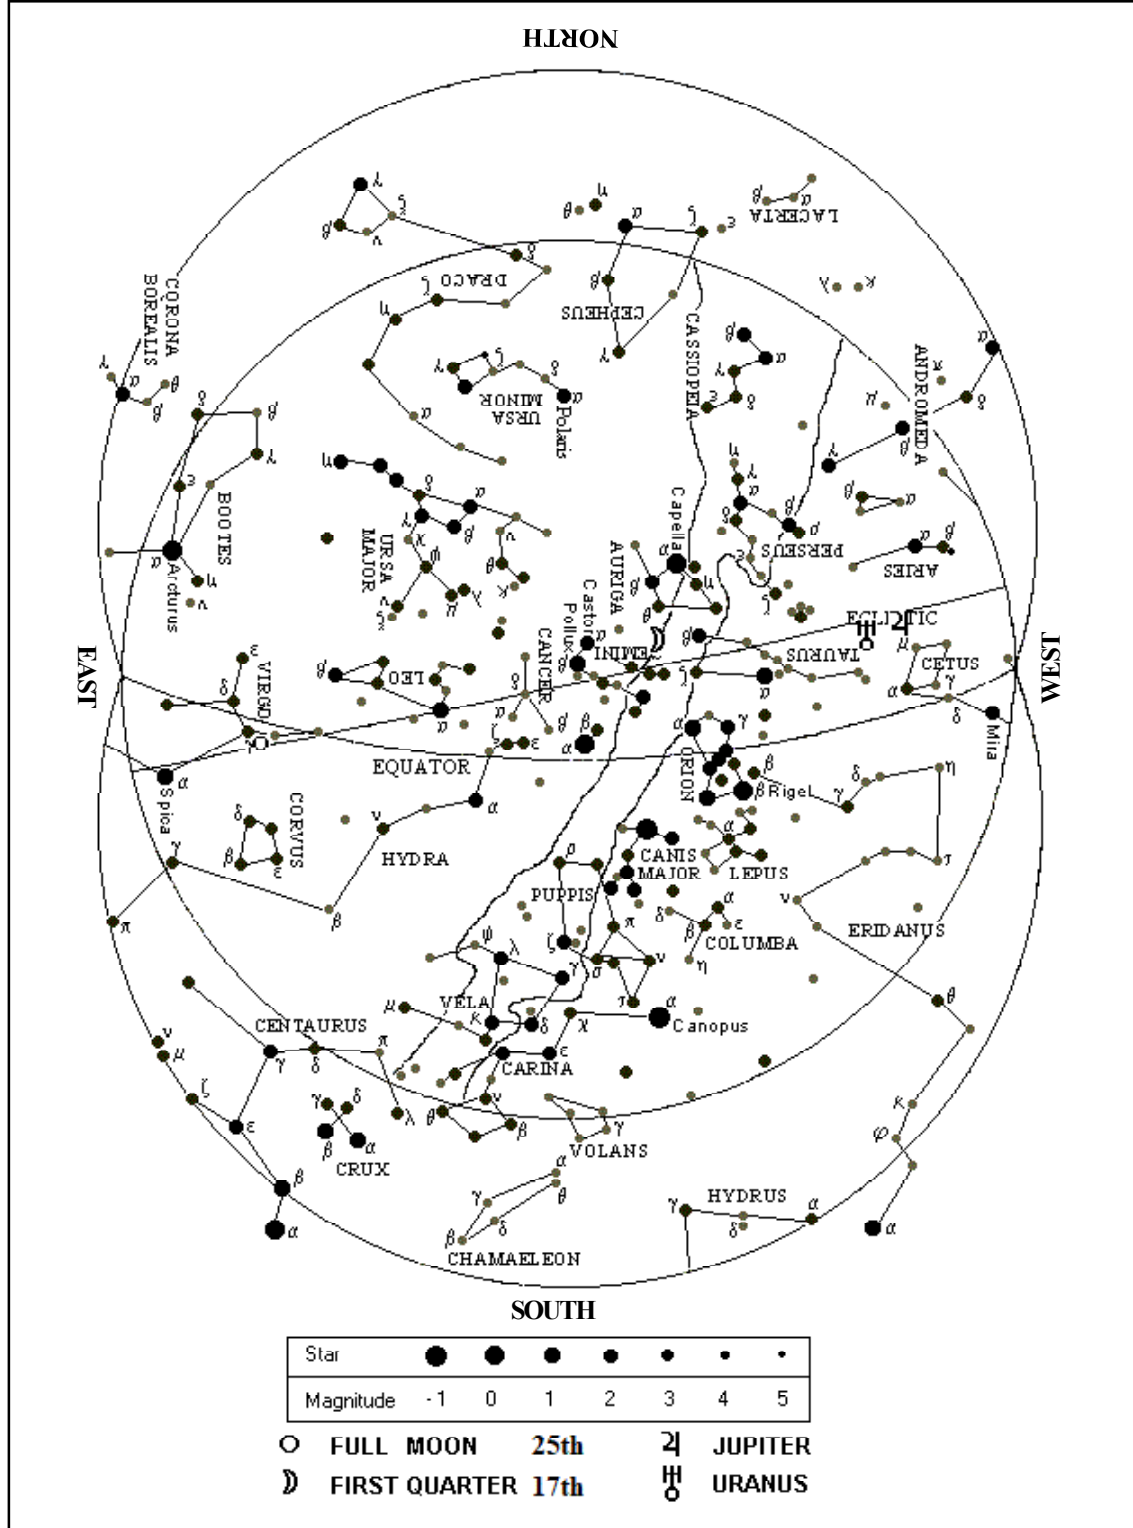 NORTH
LACERTA
DRACO
CEPHEUS
CASSIOPEIA
CORONA
BOREALIS
ANDROMEDA
URSA
MINOR
Polaris
BOOTES
Arcturus
URSA
MAJOR
Capella
PERSEUS
ARIES
AURIGA
Castor
Pollux
GEMINI
ECLIPTIC
TAURUS
CETUS
EAST
WEST
VIRGO
LEO
CANCER
Mira
EQUATOR
ORION
β Rigel
Spica
CORVUS
HYDRA
CANIS
MAJOR
LEPUS
PUPPIS
COLUMBA
ERIDANUS
VELA
Canopus
CENTAURUS
CARINA
CRUX
VOLANS
HYDRUS
CHAMAELEON
SOUTH
Star
Magnitude -1 0 1 2 3 4 5
FULL MOON 25th JUPITER
FIRST QUARTER 17th URANUS